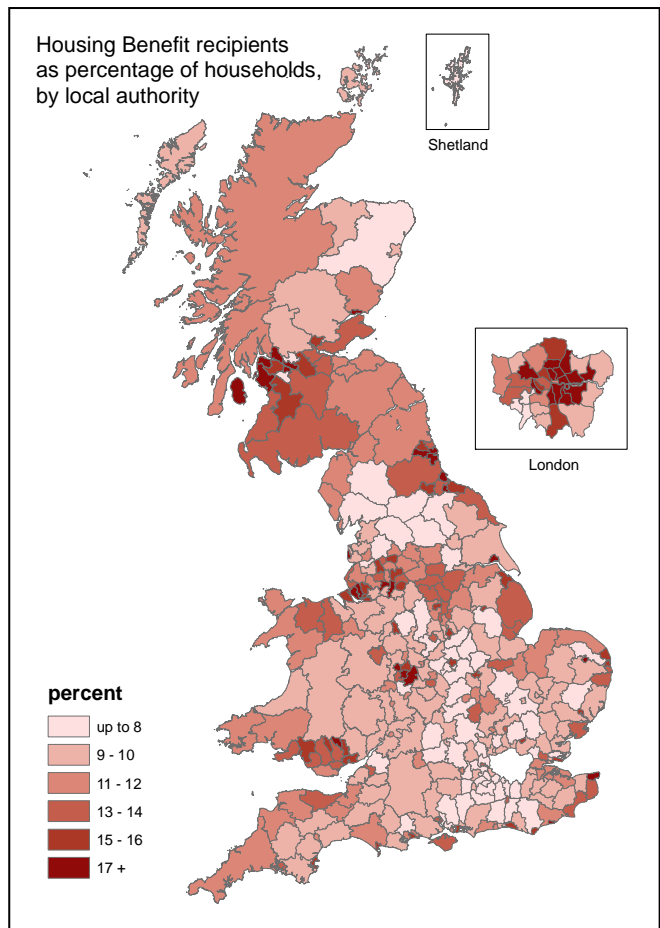 Housing Benefit recipients
as percentage of households,
by local authority
Shetland
London
percent
up to 8
9 - 10
11 - 12
13 - 14
15 - 16
17 +